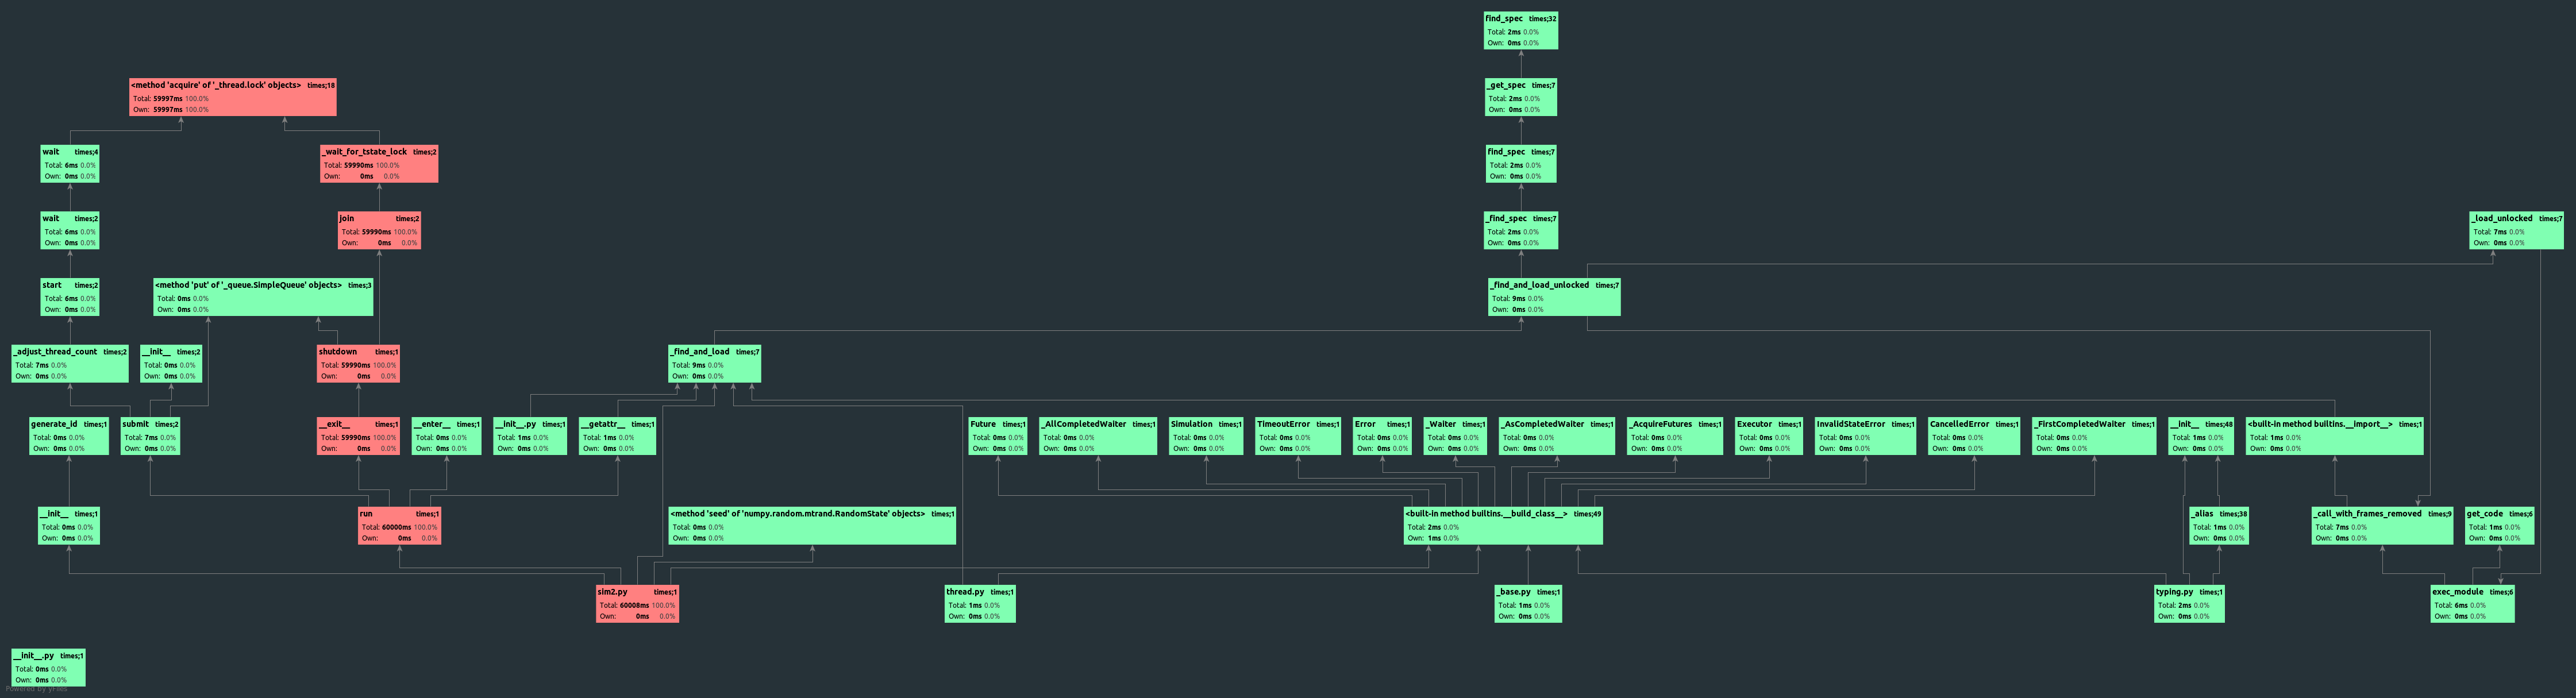 find_spec times;32
Total: 2ms 0.0%
Own: 0ms 0.0%
<method 'acquire' of '_thread.lock' objects> times;18
Total: 59997ms 100.0%
Own: 59997ms 100.0%
_get_spec times;7
Total: 2ms 0.0%
Own: 0ms 0.0%
wait times;4
Total: 6ms 0.0%
Own: 0ms 0.0%
_wait_for_tstate_lock times;2
Total: 59990ms 100.0%
Own: 0ms 0.0%
find_spec times;7
Total: 2ms 0.0%
Own: 0ms 0.0%
wait times;2
Total: 6ms 0.0%
Own: 0ms 0.0%
join times;2
Total: 59990ms 100.0%
Own: 0ms 0.0%
_find_spec times;7
Total: 2ms 0.0%
Own: 0ms 0.0%
_load_unlocked times;7
Total: 7ms 0.0%
Own: 0ms 0.0%
start times;2
Total: 6ms 0.0%
Own: 0ms 0.0%
<method 'put' of '_queue.SimpleQueue' objects> times;3
Total: 0ms 0.0%
Own: 0ms 0.0%
_find_and_load_unlocked times;7
Total: 9ms 0.0%
Own: 0ms 0.0%
_adjust_thread_count times;2
Total: 7ms 0.0%
Own: 0ms 0.0%
__init__ times;2
Total: 0ms 0.0%
Own: 0ms 0.0%
shutdown times;1
Total: 59990ms 100.0%
Own: 0ms 0.0%
_find_and_load times;7
Total: 9ms 0.0%
Own: 0ms 0.0%
generate_id times;1
Total: 0ms 0.0%
Own: 0ms 0.0%
submit times;2
Total: 7ms 0.0%
Own: 0ms 0.0%
__exit__ times;1
Total: 59990ms 100.0%
Own: 0ms 0.0%
__enter__ times;1
Total: 0ms 0.0%
Own: 0ms 0.0%
__init__.py times;1
Total: 1ms 0.0%
Own: 0ms 0.0%
__getattr__ times;1
Total: 1ms 0.0%
Own: 0ms 0.0%
Future times;1
Total: 0ms 0.0%
Own: 0ms 0.0%
_AllCompletedWaiter times;1
Total: 0ms 0.0%
Own: 0ms 0.0%
Simulation times;1
Total: 0ms 0.0%
Own: 0ms 0.0%
TimeoutError times;1
Total: 0ms 0.0%
Own: 0ms 0.0%
Error times;1
Total: 0ms 0.0%
Own: 0ms 0.0%
_Waiter times;1
Total: 0ms 0.0%
Own: 0ms 0.0%
_AsCompletedWaiter times;1
Total: 0ms 0.0%
Own: 0ms 0.0%
_AcquireFutures times;1
Total: 0ms 0.0%
Own: 0ms 0.0%
Executor times;1
Total: 0ms 0.0%
Own: 0ms 0.0%
InvalidStateError times;1
Total: 0ms 0.0%
Own: 0ms 0.0%
CancelledError times;1
Total: 0ms 0.0%
Own: 0ms 0.0%
_FirstCompletedWaiter times;1
Total: 0ms 0.0%
Own: 0ms 0.0%
__init__ times;48
Total: 1ms 0.0%
Own: 0ms 0.0%
<built-in method builtins.__import__> times;1
Total: 1ms 0.0%
Own: 0ms 0.0%
__init__ times;1
Total: 0ms 0.0%
Own: 0ms 0.0%
run times;1
Total: 60000ms 100.0%
Own: 0ms 0.0%
<method 'seed' of 'numpy.random.mtrand.RandomState' objects> times;1
Total: 0ms 0.0%
Own: 0ms 0.0%
<built-in method builtins.__build_class__> times;49
Total: 2ms 0.0%
Own: 1ms 0.0%
_alias times;38
Total: 1ms 0.0%
Own: 0ms 0.0%
_call_with_frames_removed times;9
Total: 7ms 0.0%
Own: 0ms 0.0%
get_code times;6
Total: 1ms 0.0%
Own: 0ms 0.0%
sim2.py times;1
Total: 60008ms 100.0%
Own: 0ms 0.0%
thread.py times;1
Total: 1ms 0.0%
Own: 0ms 0.0%
_base.py times;1
Total: 1ms 0.0%
Own: 0ms 0.0%
typing.py times;1
Total: 2ms 0.0%
Own: 0ms 0.0%
exec_module times;6
Total: 6ms 0.0%
Own: 0ms 0.0%
__init__.py times;1
Total: 0ms 0.0%
Own: 0ms 0.0%
Powered by yFiles